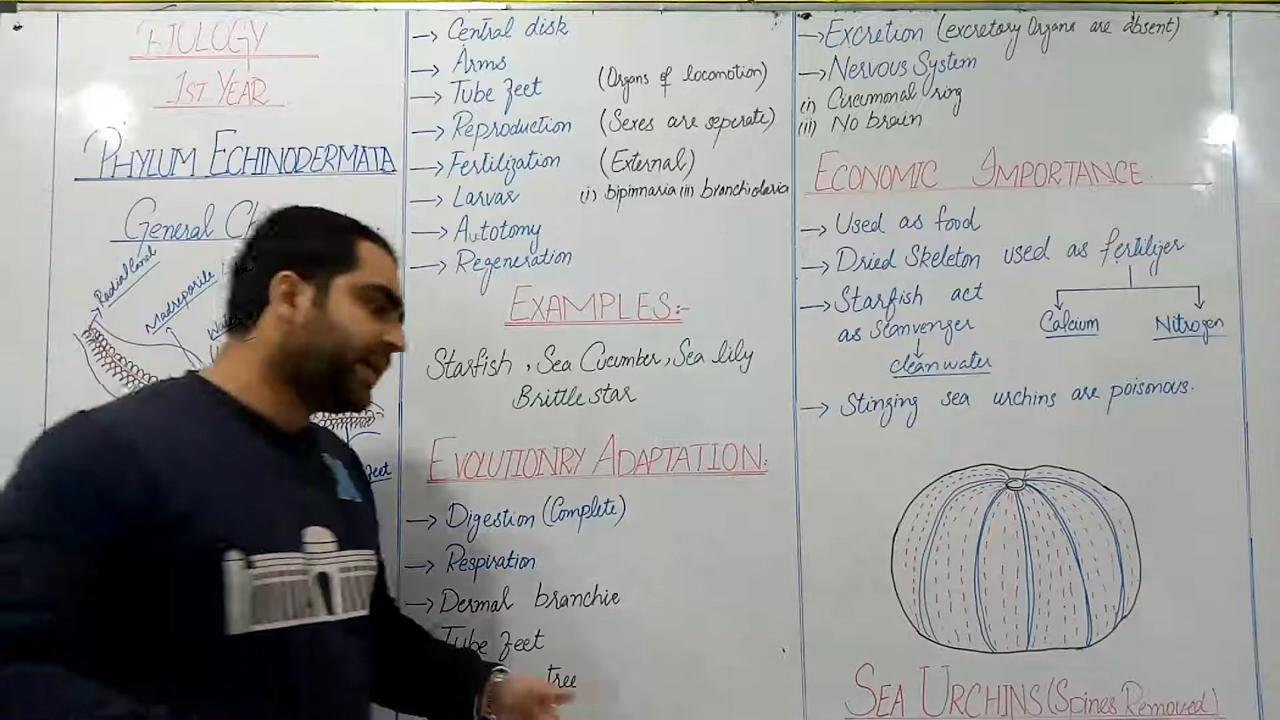 BIOLOGY
1ST YEAR
PHYLUM ECHINODERMATA
General
Radial Canal
Madreporite
feet
→ Central disk
→ Arms
→ Tube feet (Organs of locomotion)
→ Reproduction (Sexes are seperate)
→ Fertilization (External)
→ Larvae (i) bipinnaria (ii) branchiolaria
→ Autotomy
→ Regeneration
EXAMPLES:-
Starfish, Sea Cucumber, Sea lily
Brittle star
EVOLUTIONRY ADAPTATION:
→ Digestion (Complete)
→ Respiration
→ Dermal branchie
Tube feet
tree
→ Excretion (excretory Organs are absent)
→ Nervous System
(i) Circumonal ring
(ii) No brain
ECONOMIC IMPORTANCE
→ Used as food
→ Dried Skeleton used as fertilizer
Calcium Nitrogen
→ Starfish act
as scanvenger
clean water
→ Stinging sea urchins are poisonous.
SEA URCHINS (Spines Removed)